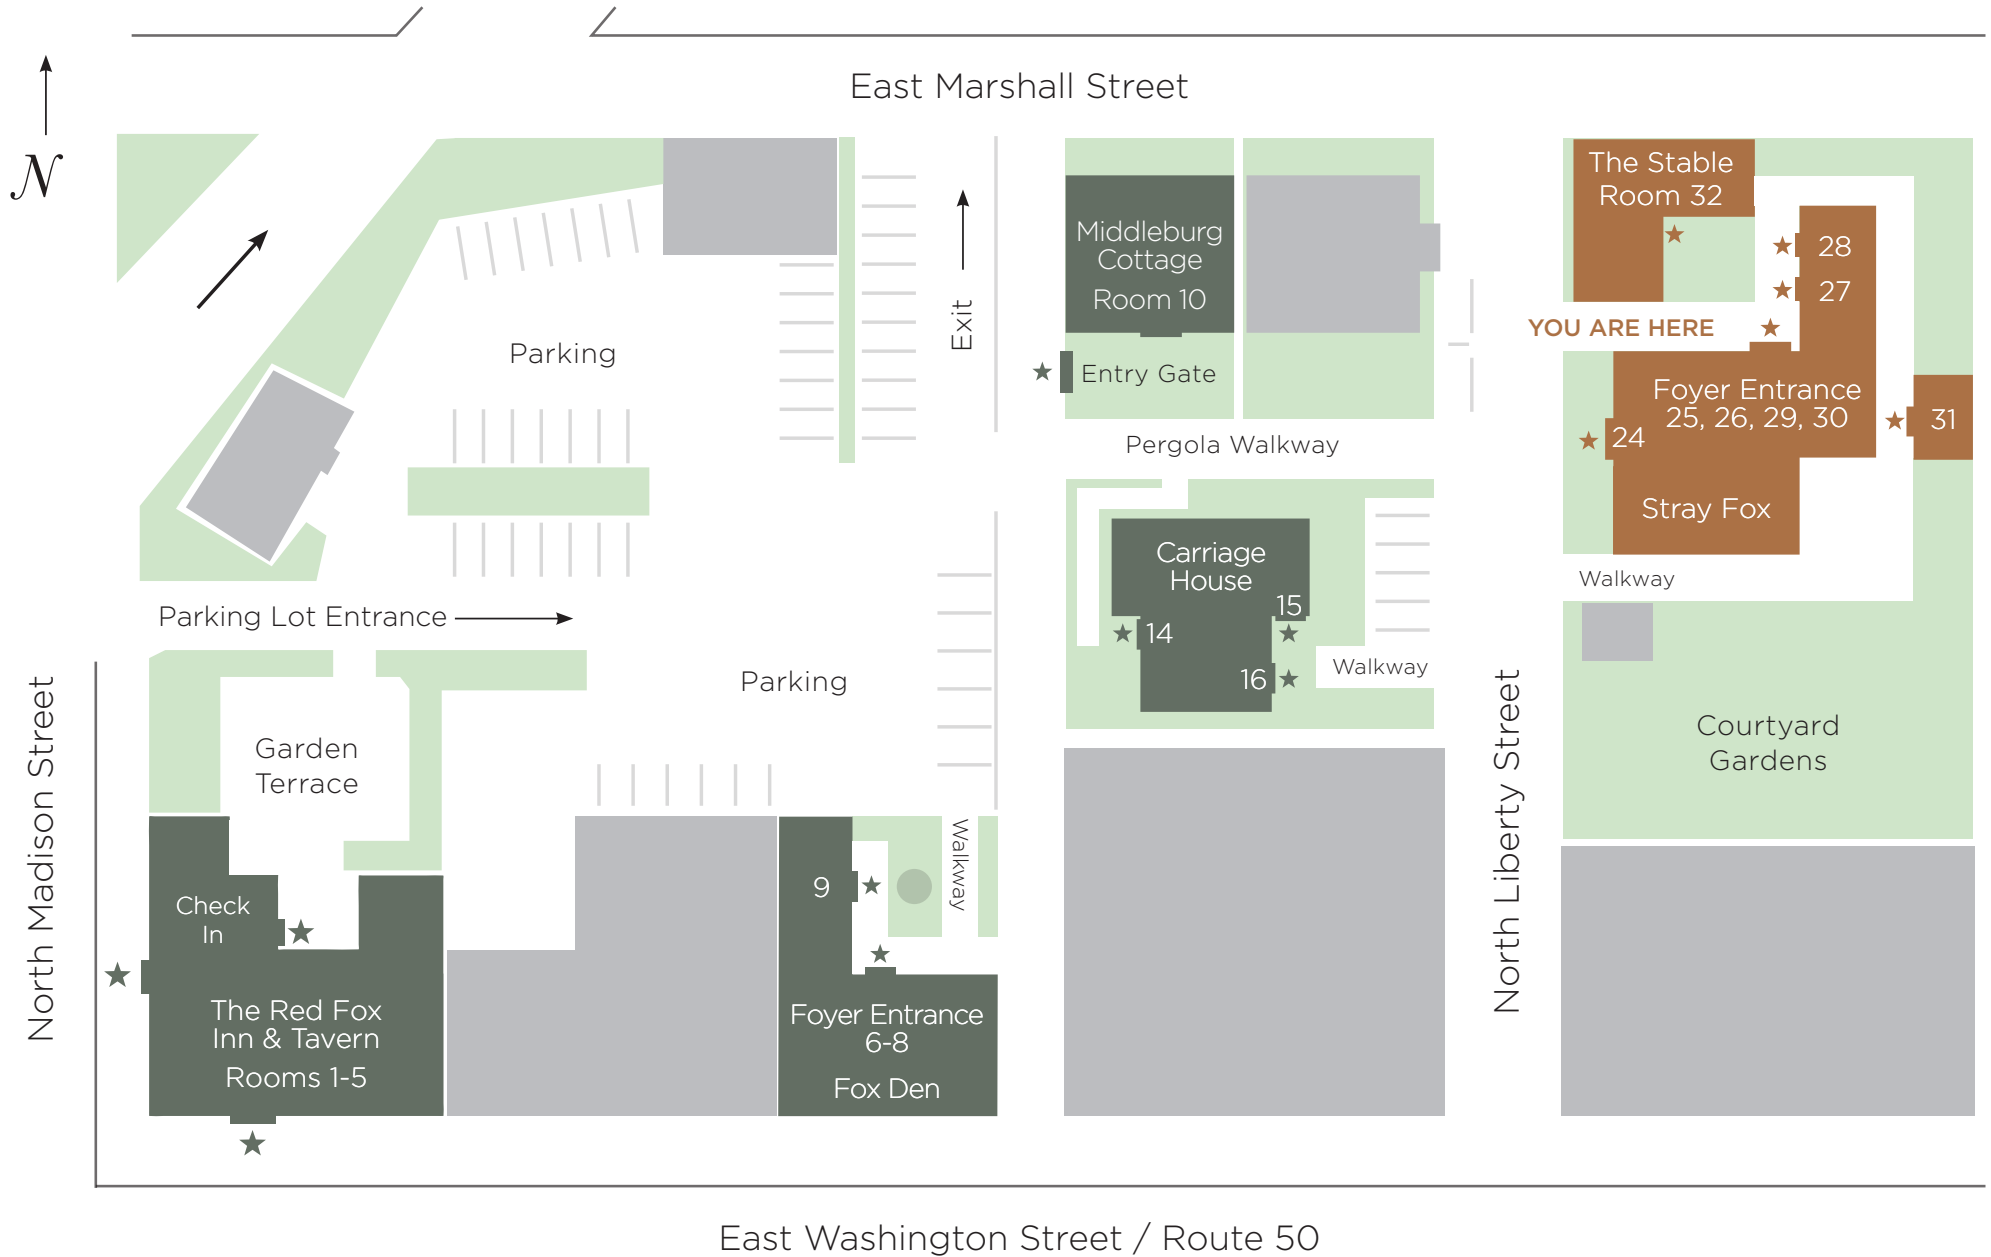 East Marshall Street
N
The Stable
Room 32
Middleburg
Cottage
Room 10
28
27
Exit
YOU ARE HERE
Parking
Entry Gate
Foyer Entrance
25, 26, 29, 30
24
31
Pergola Walkway
Stray Fox
Carriage
House
15
14
16
Walkway
Walkway
Parking Lot Entrance
Parking
Garden
Terrace
Courtyard
Gardens
North Madison Street
North Liberty Street
Walkway
9
Check
In
The Red Fox
Inn & Tavern
Rooms 1-5
Foyer Entrance
6-8
Fox Den
East Washington Street / Route 50